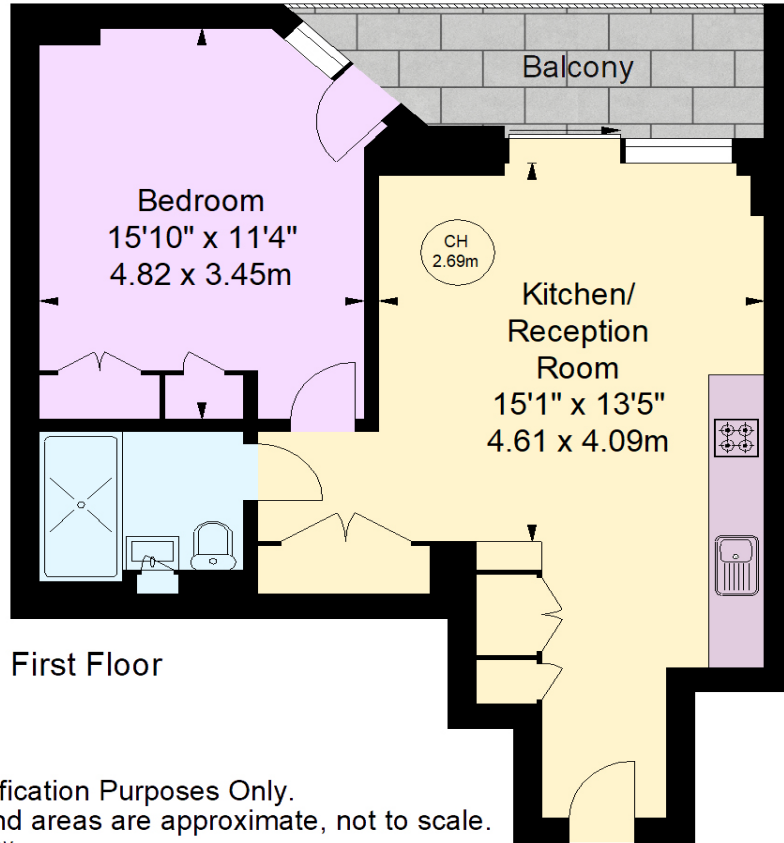 Balcony
Bedroom
15'10" x 11'4"
4.82 x 3.45m
CH
2.69m
Kitchen/
Reception
Room
15'1" x 13'5"
4.61 x 4.09m
First Floor
fication Purposes Only.
nd areas are approximate, not to scale.